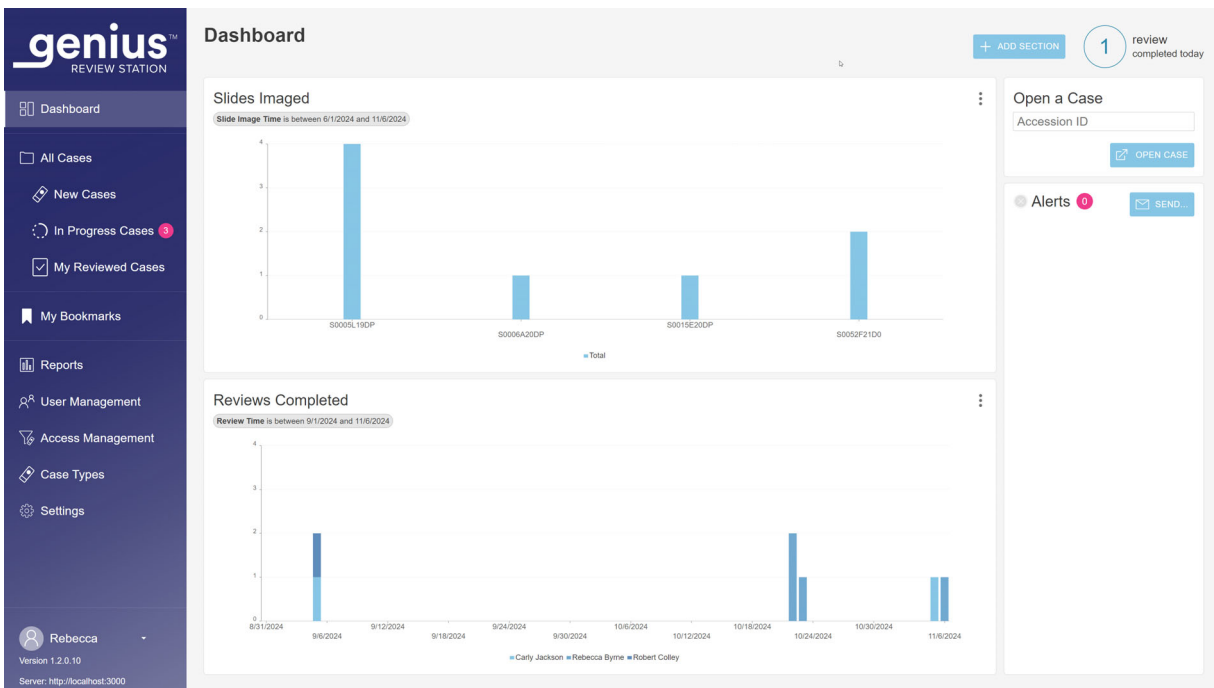 genius™
REVIEW STATION
Dashboard
All Cases
New Cases
In Progress Cases 3
My Reviewed Cases
My Bookmarks
Reports
User Management
Access Management
Case Types
Settings
Rebecca
Version 1.2.0.10
Server: http://localhost:3000
Dashboard
+ ADD SECTION
1
review
completed today
Slides Imaged
Slide Image Time is between 6/1/2024 and 11/6/2024
4
3
2
1
0
S0005L19DP
S0006A20DP
S0015E20DP
S0052F21D0
Total
Reviews Completed
Review Time is between 9/1/2024 and 11/6/2024
4
3
2
1
0
8/31/2024
9/6/2024
9/12/2024
9/18/2024
9/24/2024
9/30/2024
10/6/2024
10/12/2024
10/18/2024
10/24/2024
10/30/2024
11/6/2024
Carly Jackson Rebecca Byrne Robert Colley
Open a Case
Accession ID
OPEN CASE
Alerts 0
SEND...